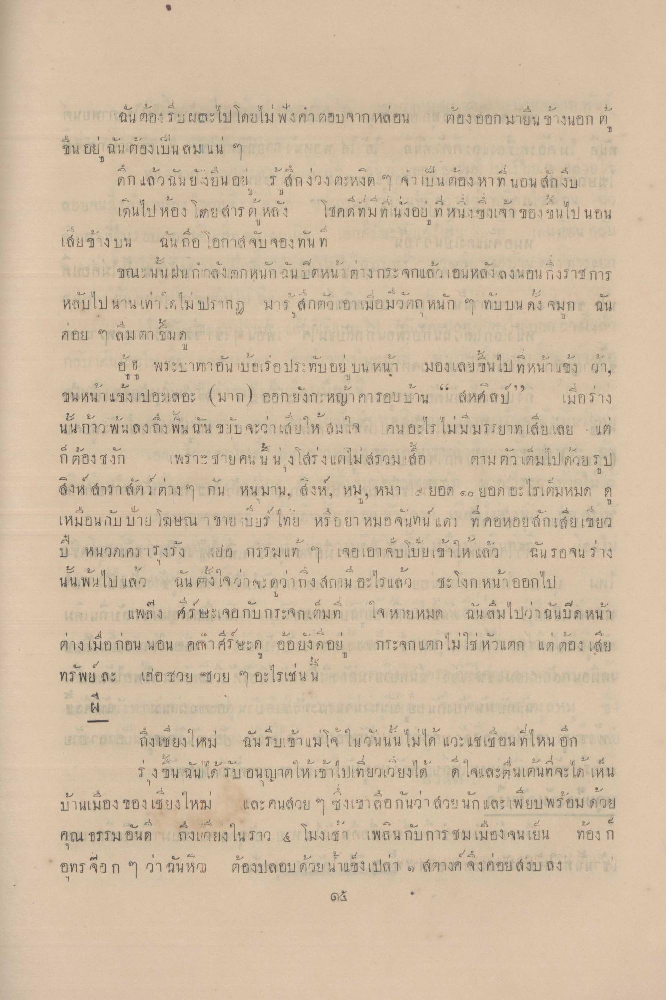 ฉันต้องรีบผละไปโดยไม่ฟังคำตอบจากหล่อน ต้องออกมายืนข้างนอกตู้
ขืนอยู่ฉันต้องเป็นลมแน่ ๆ
ดึกแล้วฉันยังยืนอยู่ รู้สึกง่วงตะหงิด ๆ จำเป็นต้องหาที่นอนสักงีบ
เดินไปห้องโดยสารตู้หลัง โชคดีที่มีที่นั่งอยู่ที่หนึ่งซึ่งเจ้าของขึ้นไปนอน
เสียข้างบน ฉันถือโอกาสจับจองทันที
ขณะนั้นฝนกำลังตกหนักฉันปิดหน้าต่างกระจกแล้วเอนหลังลงนอนกึ่งราชการ
หลับไปนานเท่าใดไม่ปรากฏ มารู้สึกตัวเอาเมื่อมีวัตถุหนัก ๆ ทับบนดั้งจมูก ฉัน
ค่อย ๆ ลืมตาขึ้นดู
อู้ฮู พระบาทาอันเบ้อเร่อประทับอยู่บนหน้า มองเลยขึ้นไปที่หน้าแข้ง ว้า,
ขนหน้าแข้งเปอะเลอะ (มาก) ออกยังกะหญ้าคารอบบ้าน “สหศิลป์” เมื่อร่าง
นั้นก้าวพ้นลงถึงพื้นฉันขยับจะว่าเสียให้สมใจ คนอะไรไม่มีมรรยาทเสียเลย แต่
ก็ต้องชงัก เพราะชายคนนี้นุ่งโสร่งแต่ไม่สรวมเสื้อ ตามตัวเต็มไปด้วยรูป
สิงห์สาราสัตว์ต่างๆ กัน หนุมาน, สิงห์, หมู, หมา ๙ ยอด ๑๐ ยอดอะไรเต็มหมด ดู
เหมือนกับป้ายโฆษณาขายเบียร์ไทย หรือยาหมอจันทน์แดง ที่คอหอยสักเสียเขียว
ปี๋ หนวดเครารุงรัง เฮอ กรรมแท้ ๆ เจอเอาจั๊บโป้ยเข้าให้แล้ว ฉันรอจนร่าง
นั้นพ้นไปแล้ว ฉันตั้งใจว่าจะดูว่าถึงสถานีอะไรแล้ว ชะโงกหน้าออกไป
แพล๊ง ศีร์ษะเจอกับกระจกเต็มที่ ใจหายหมด ฉันลืมไปว่าฉันปิดหน้า
ต่างเมื่อก่อนนอน คลำศีร์ษะดู อ้อยังดีอยู่ กระจกแตกไม่ใช่หัวแตก แต่ต้องเสีย
ทรัพย์ละ เฮอซวย ซวย ๆ อะไรเช่นนี้
ผี
ถึงเชียงใหม่ ฉันรีบเข้าแม่โจ้ในวันนั้นไม่ได้แวะแชเชือนที่ไหนอีก
รุ่งขึ้นฉันได้รับอนุญาตให้เข้าไปเที่ยวเวียงได้ ดีใจและตื่นเต้นที่จะได้เห็น
บ้านเมืองของเชียงใหม่ และคนสวย ๆ ซึ่งเขาลือกันว่าสวยนักและเพียบพร้อมด้วย
คุณธรรมอันดี ถึงเวียงในราว ๔ โมงเช้า เพลินกับการชมเมืองจนเย็น ท้องก็
อุทรจ๊อก ๆ ว่าฉันหิว ต้องปลอบด้วยน้ำแข็งเปล่า ๑ สตางค์จึงค่อยสงบลง
๑๕